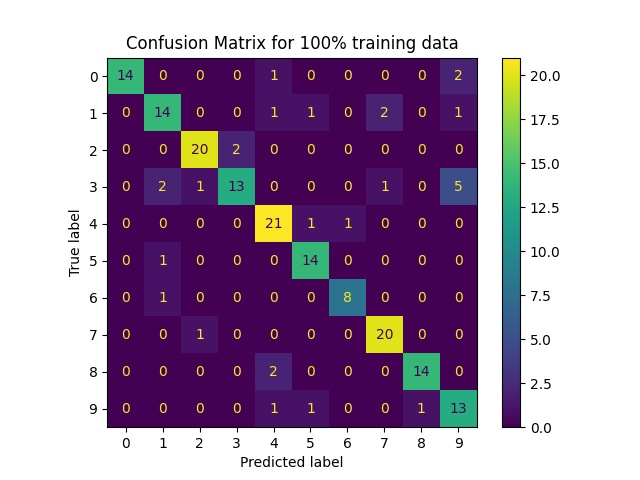 Confusion Matrix for 100% training data
0 14 0 0 0 1 0 0 0 0 2
1 0 14 0 0 1 1 0 2 0 1
2 0 0 20 2 0 0 0 0 0 0
3 0 2 1 13 0 0 0 1 0 5
4 0 0 0 0 21 1 1 0 0 0
5 0 1 0 0 0 14 0 0 0 0
6 0 1 0 0 0 0 8 0 0 0
7 0 0 1 0 0 0 0 20 0 0
8 0 0 0 0 2 0 0 0 14 0
9 0 0 0 0 1 1 0 0 1 13
0 1 2 3 4 5 6 7 8 9
Predicted label
True label
20.0
17.5
15.0
12.5
10.0
7.5
5.0
2.5
0.0